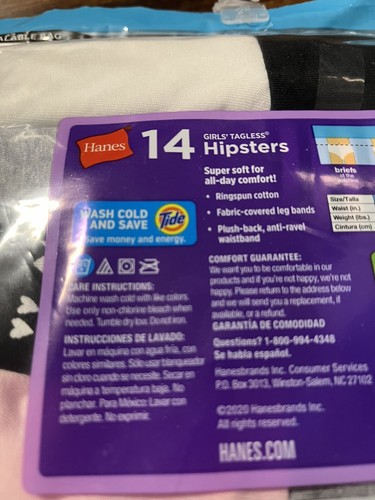 ALABLE BAG
Hanes
14 GIRLS' TAGLESS®
Hipsters
Super soft for
all-day comfort!
• Ringspun cotton
• Fabric-covered leg bands
• Plush-back, anti-ravel
waistband
briefs
of the
Size/Talla
Waist (in.)
Weight (lbs.)
Cintura (cm)
WASH COLD
AND SAVE
Tide
Save money and energy.
CARE INSTRUCTIONS:
Machine wash cold with like colors.
Use only non-chlorine bleach when
needed. Tumble dry low. Do not iron.
INSTRUCCIONES DE LAVADO:
Lavar en máquina con agua fría, con
colores similares. Sólo usar blanqueador
sin cloro cuando se necesite. Secar en
máquina a temperatura baja. No
planchar. Para México: Lavar con
detergente. No exprimir.
COMFORT GUARANTEE:
We want you to be comfortable in our
products and if you're not happy, we're not
happy. Please return to the address below
and we will send you a replacement, if
available, or a refund.
GARANTÍA DE COMODIDAD
Questions? 1-800-994-4348
Se habla español.
Hanesbrands Inc. Consumer Services
P.O. Box 3013, Winston-Salem, NC 27102
©2020 Hanesbrands Inc.
All rights reserved.
HANES.COM